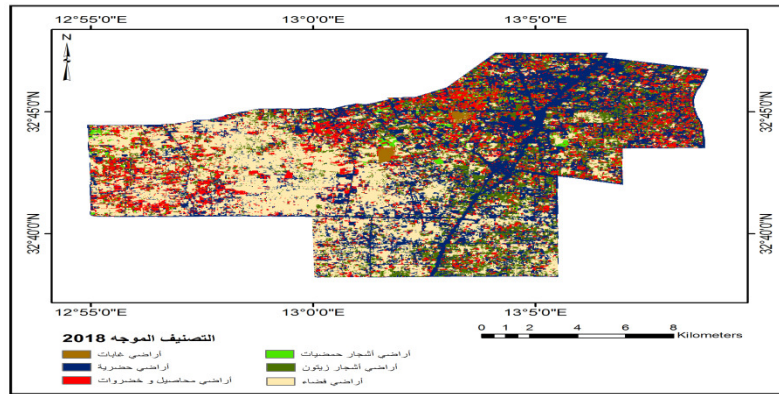 12°55'0"E 13°0'0"E 13°5'0"E
N
32°45'0"N 32°45'0"N
32°40'0"N 32°40'0"N
12°55'0"E 13°0'0"E 13°5'0"E
التصنيف الموجه 2018
0 1 2 4 6 8
Kilometers
أراضي أشجار حمضيات أراضي غابات
أراضي أشجار زيتون أراضي حضرية
أراضي فضاء أراضي محاصيل و خضروات